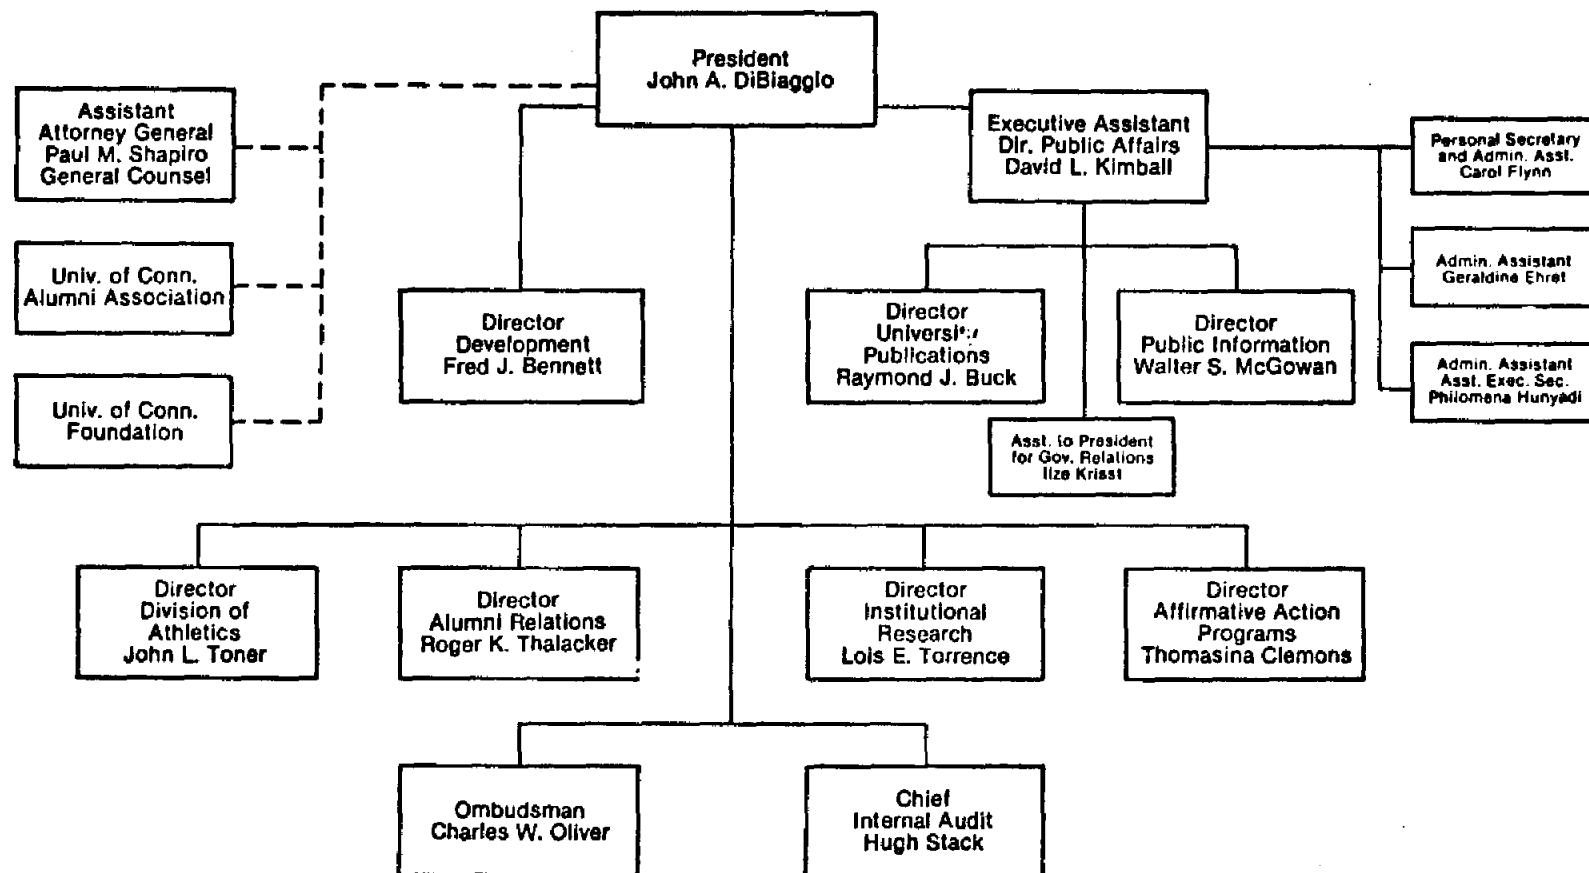 President
John A. DiBiaggio
Assistant
Attorney General
Paul M. Shapiro
General Counsel
Executive Assistant
Dir. Public Affairs
David L. Kimball
Personal Secretary
and Admin. Asst.
Carol Flynn
Univ. of Conn.
Alumni Association
Admin. Assistant
Geraldine Ehret
Director
Development
Fred J. Bennett
Director
University
Publications
Raymond J. Buck
Director
Public Information
Walter S. McGowan
Admin. Assistant
Asst. Exec. Sec.
Philomena Hunyadi
Univ. of Conn.
Foundation
Asst. to President
for Gov. Relations
Ilze Krisst
Director
Division of
Athletics
John L. Toner
Director
Alumni Relations
Roger K. Thalacker
Director
Institutional
Research
Lois E. Torrence
Director
Affirmative Action
Programs
Thomasina Clemons
Ombudsman
Charles W. Oliver
Chief
Internal Audit
Hugh Stack